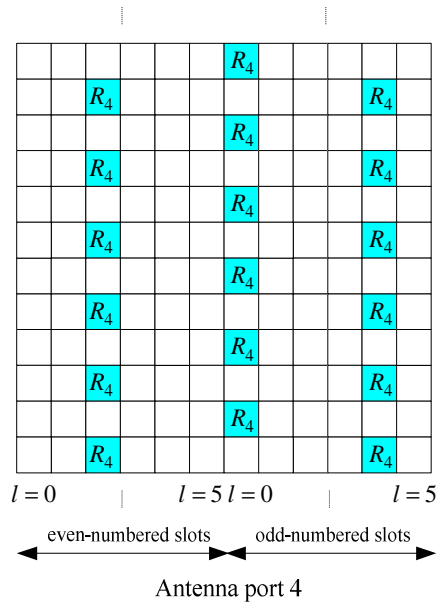 R₄
R₄ R₄
R₄
R₄ R₄
R₄
R₄ R₄
R₄
R₄ R₄
R₄
R₄ R₄
R₄
R₄ R₄
l = 0 l = 5 l = 0 l = 5
even-numbered slots odd-numbered slots
Antenna port 4